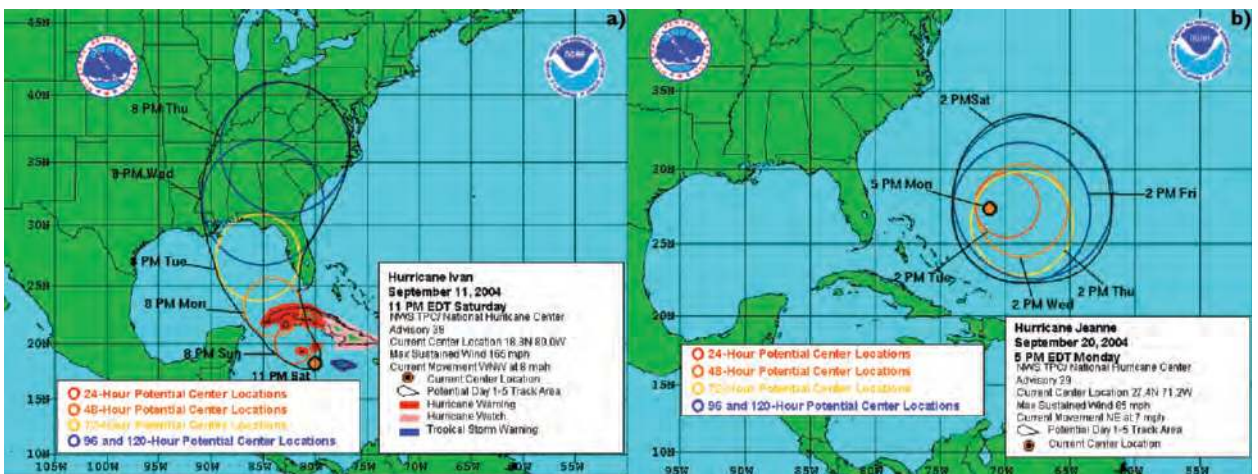 a)
45N
40N
35N
30N
25N
20N
15N
10N
8 PM Thu
8 PM Wed
PM Tue
8 PM Mon
8 PM Sun
11 PM Sat
Hurricane Ivan
September 11, 2004
11 PM EDT Saturday
NWS TPC/National Hurricane Center
Advisory 39
Current Center Location 18.8N 80.0W
Max Sustained Wind 165 mph
Current Movement WNW at 8 mph
Current Center Location
Potential Day 1-5 Track Area
Hurricane Warning
Hurricane Watch
Tropical Storm Warning
24-Hour Potential Center Locations
48-Hour Potential Center Locations
72-Hour Potential Center Locations
96 and 120-Hour Potential Center Locations
105W 100W 95W 90W 85W 80W 75W 70W 65W 60W 55W
b)
35N
30N
25N
20N
15N
10N
2 PM Sat
5 PM Mon
2 PM Fri
2 PM Tue
2 PM Thu
2 PM Wed
Hurricane Jeanne
September 20, 2004
5 PM EDT Monday
NWS TPC/National Hurricane Center
Advisory 29
Current Center Location 27.4N 71.2W
Max Sustained Wind 85 mph
Current Movement NE at 7 mph
Potential Day 1-5 Track Area
Current Center Location
24-Hour Potential Center Locations
48-Hour Potential Center Locations
72-Hour Potential Center Locations
96 and 120-Hour Potential Center Locations
95W 90W 85W 80W 75W 70W 65W 60W 55W